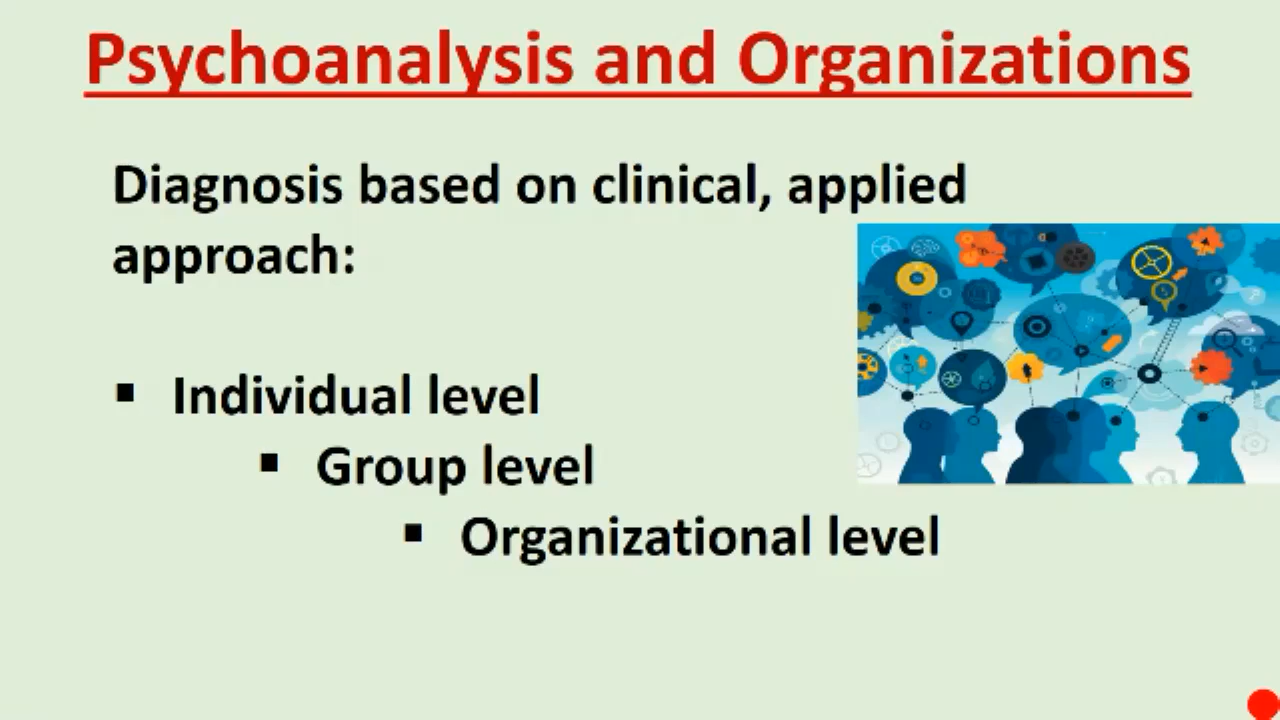 Psychoanalysis and Organizations
Diagnosis based on clinical, applied
approach:
▪ Individual level
▪ Group level
▪ Organizational level